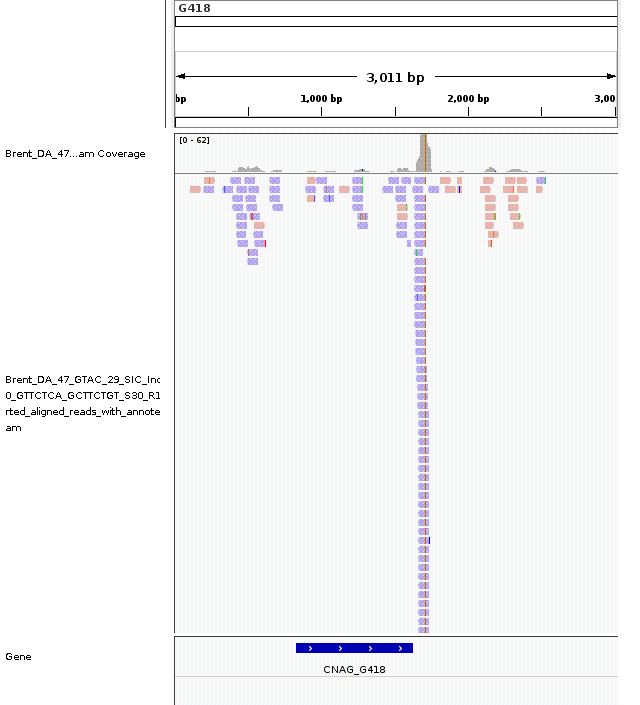 G418
3,011 bp
bp 1,000 bp 2,000 bp 3,00
[0 - 62]
Brent_DA_47...am Coverage
Brent_DA_47_GTAC_29_SIC_Inc
0_GTTCTCA_GCTTCTGT_S30_R1
rted_aligned_reads_with_annote
am
Gene
CNAG_G418